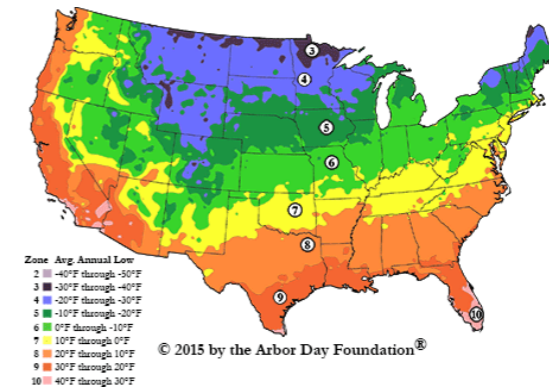 3
4
5
6
7
8
9
10
Zone Avg. Annual Low
2 -40°F through -50°F
3 -30°F through -40°F
4 -20°F through -30°F
5 -10°F through -20°F
6 0°F through -10°F
7 10°F through 0°F
8 20°F through 10°F
9 30°F through 20°F
10 40°F through 30°F
© 2015 by the Arbor Day Foundation®